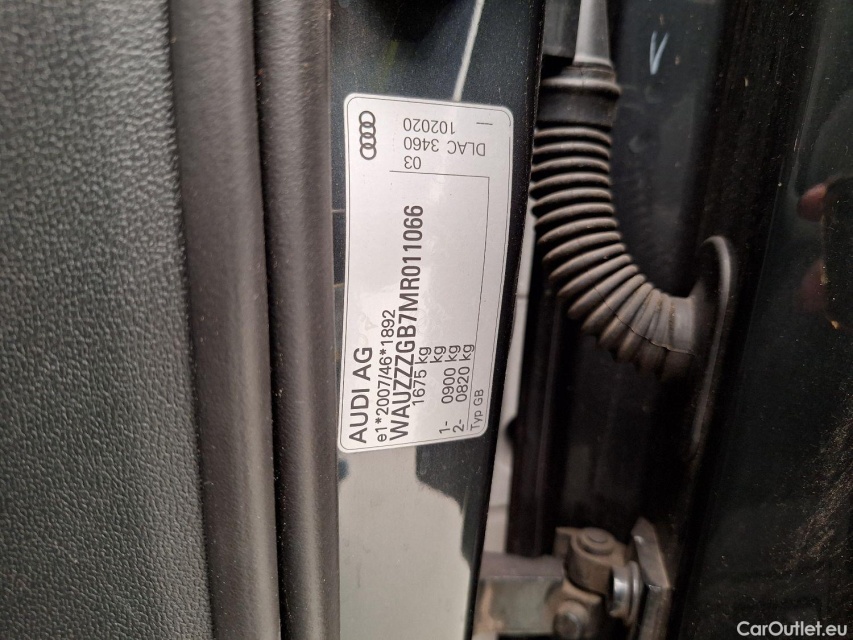 AUDI AG
e1*2007/46*1892
WAUZZZGB7MR011066
1675 kg
kg
1- 0900 kg
2- 0820 kg
Typ GB
03
DLAC 3460
102020
V
CarOutlet.eu